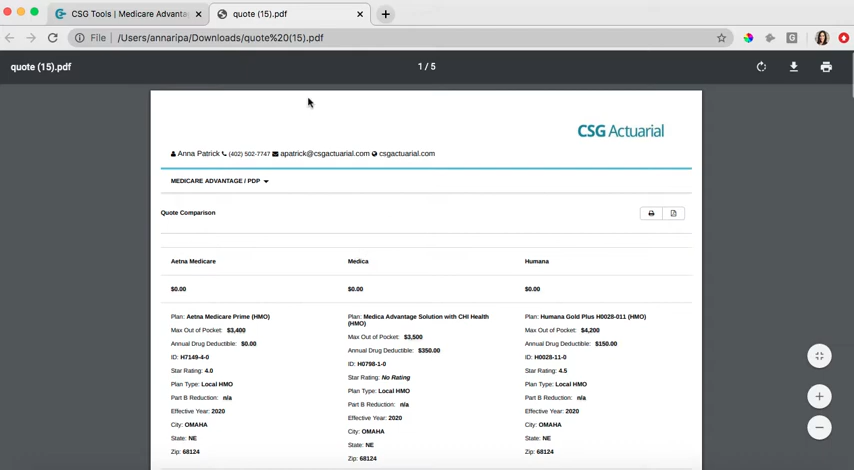 CSG Tools | Medicare Advanta
quote (15).pdf
File | /Users/annaripa/Downloads/quote%20(15).pdf
quote (15).pdf
1 / 5
CSG Actuarial
Anna Patrick (402) 502-7747 apatrick@csgactuarial.com csgactuarial.com
MEDICARE ADVANTAGE / PDP
Quote Comparison
Aetna Medicare
Medica
Humana
$0.00
$0.00
$0.00
Plan: Aetna Medicare Prime (HMO)
Max Out of Pocket: $3,400
Annual Drug Deductible: $0.00
ID: H7149-4-0
Star Rating: 4.0
Plan Type: Local HMO
Part B Reduction: n/a
Effective Year: 2020
City: OMAHA
State: NE
Zip: 68124
Plan: Medica Advantage Solution with CHI Health
(HMO)
Max Out of Pocket: $3,500
Annual Drug Deductible: $350.00
ID: H0798-1-0
Star Rating: No Rating
Plan Type: Local HMO
Part B Reduction: n/a
Effective Year: 2020
City: OMAHA
State: NE
Zip: 68124
Plan: Humana Gold Plus H0028-011 (HMO)
Max Out of Pocket: $4,200
Annual Drug Deductible: $150.00
ID: H0028-11-0
Star Rating: 4.5
Plan Type: Local HMO
Part B Reduction: n/a
Effective Year: 2020
City: OMAHA
State: NE
Zip: 68124